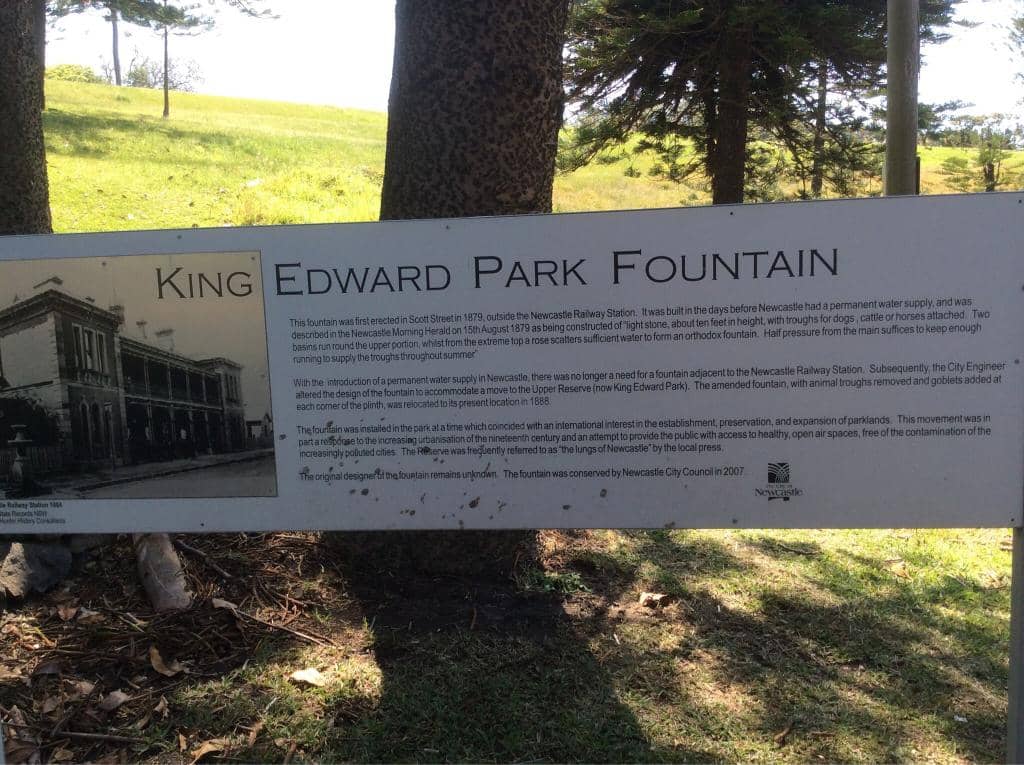 KING EDWARD PARK FOUNTAIN
This fountain was first erected in Scott Street in 1879, outside the Newcastle Railway Station. It was built in the days before Newcastle had a permanent water supply, and was
described in the Newcastle Morning Herald on 15th August 1879 as being constructed of "light stone, about ten feet in height, with troughs for dogs , cattle or horses attached. Two
basins run round the upper portion, whilst from the extreme top a rose scatters sufficient water to form an orthodox fountain. Half pressure from the main suffices to keep enough
running to supply the troughs throughout summer"
With the introduction of a permanent water supply in Newcastle, there was no longer a need for a fountain adjacent to the Newcastle Railway Station. Subsequently, the City Engineer
altered the design of the fountain to accommodate a move to the Upper Reserve (now King Edward Park). The amended fountain, with animal troughs removed and goblets added at
each corner of the plinth, was relocated to its present location in 1888.
The fountain was installed in the park at a time which coincided with an international interest in the establishment, preservation, and expansion of parklands. This movement was in
part a response to the increasing urbanisation of the nineteenth century and an attempt to provide the public with access to healthy, open air spaces, free of the contamination of the
increasingly polluted cities. The Reserve was frequently referred to as "the lungs of Newcastle" by the local press.
The original designer of the fountain remains unknown. The fountain was conserved by Newcastle City Council in 2007.
Newcastle
Railway Station
State Records NSW